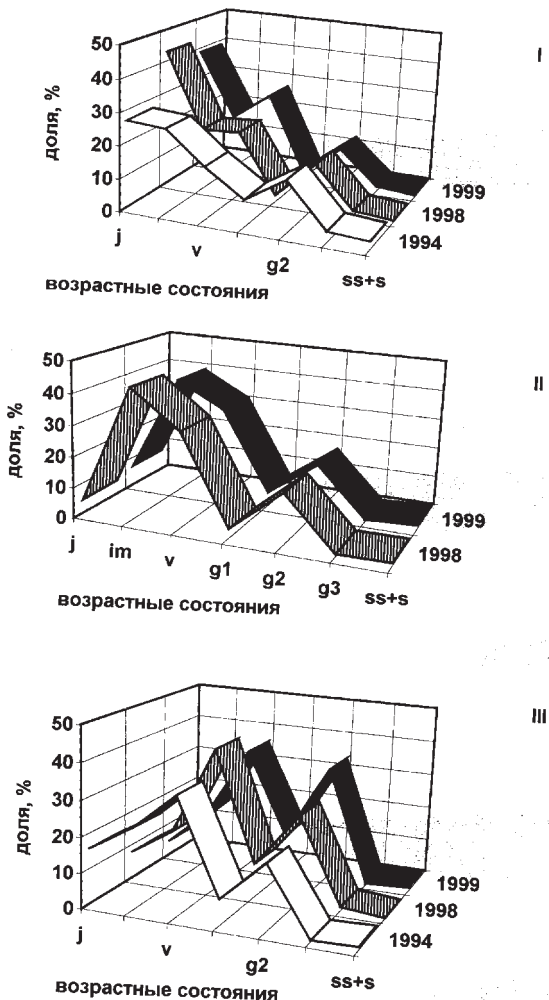 I
50
40
30
20
10
0
доля, %
j
v
g2
ss+s
1994
1998
1999
возрастные состояния
II
50
40
30
20
10
0
доля, %
j
im
v
g1
g2
g3
ss+s
1998
1999
возрастные состояния
III
50
40
30
20
10
0
доля, %
j
v
g2
ss+s
1994
1998
1999
возрастные состояния